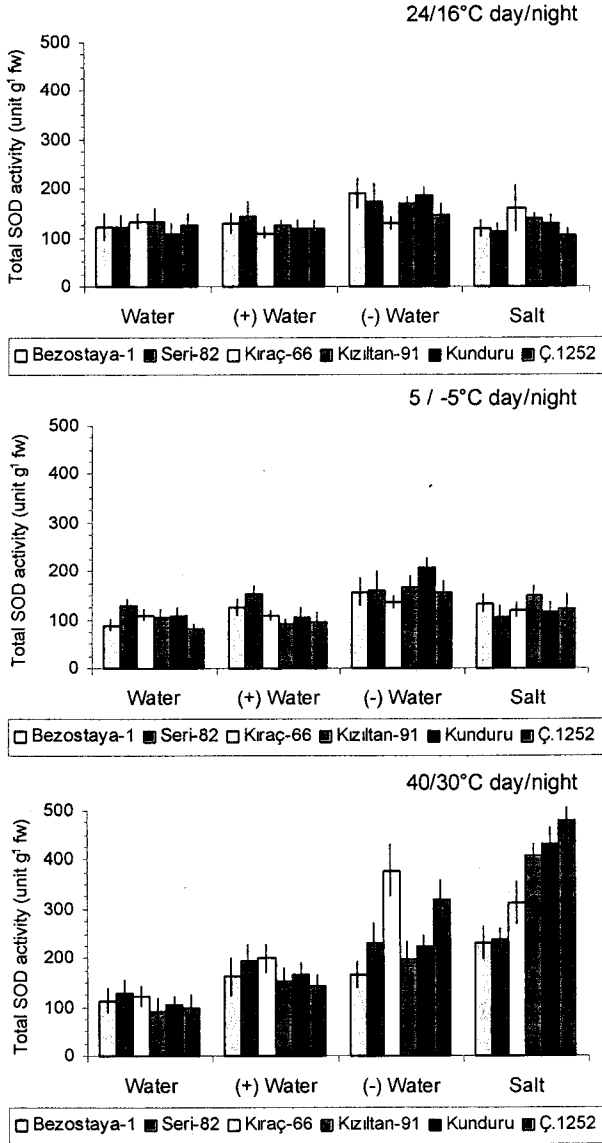 24/16°C day/night
Total SOD activity (unit g¹ fw)
500
400
300
200
100
0
Water (+) Water (-) Water Salt
Bezostaya-1 Seri-82 Kıraç-66 Kızıltan-91 Kunduru Ç.1252
5 / -5°C day/night
Total SOD activity (unit g¹ fw)
500
400
300
200
100
0
Water (+) Water (-) Water Salt
Bezostaya-1 Seri-82 Kıraç-66 Kızıltan-91 Kunduru Ç.1252
40/30°C day/night
Total SOD activity (unit g¹ fw)
500
400
300
200
100
0
Water (+) Water (-) Water Salt
Bezostaya-1 Seri-82 Kıraç-66 Kızıltan-91 Kunduru Ç.1252